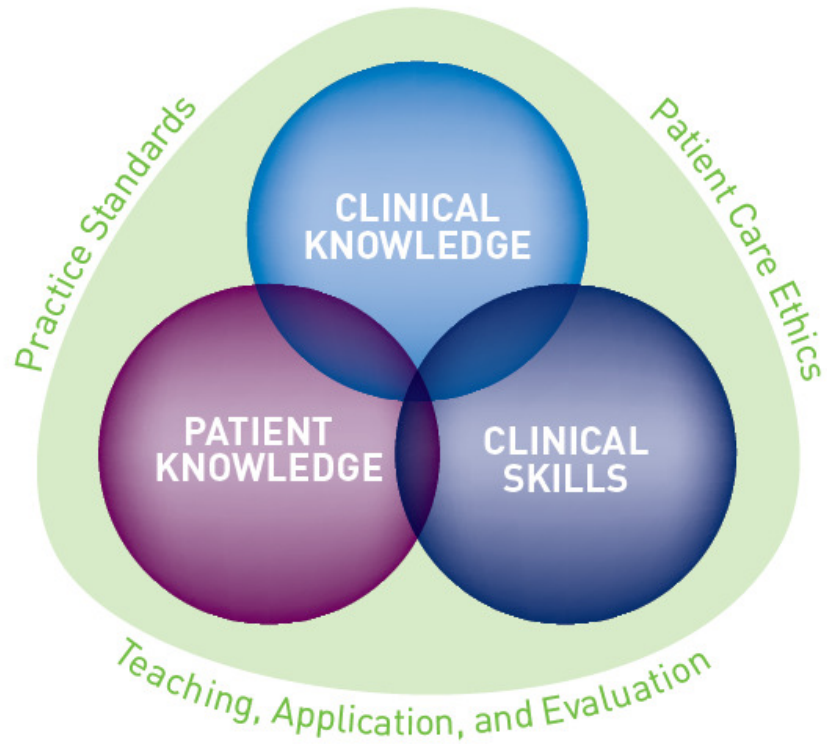 Practice Standards
Patient Care Ethics
CLINICAL
KNOWLEDGE
PATIENT
KNOWLEDGE
CLINICAL
SKILLS
Teaching, Application, and Evaluation